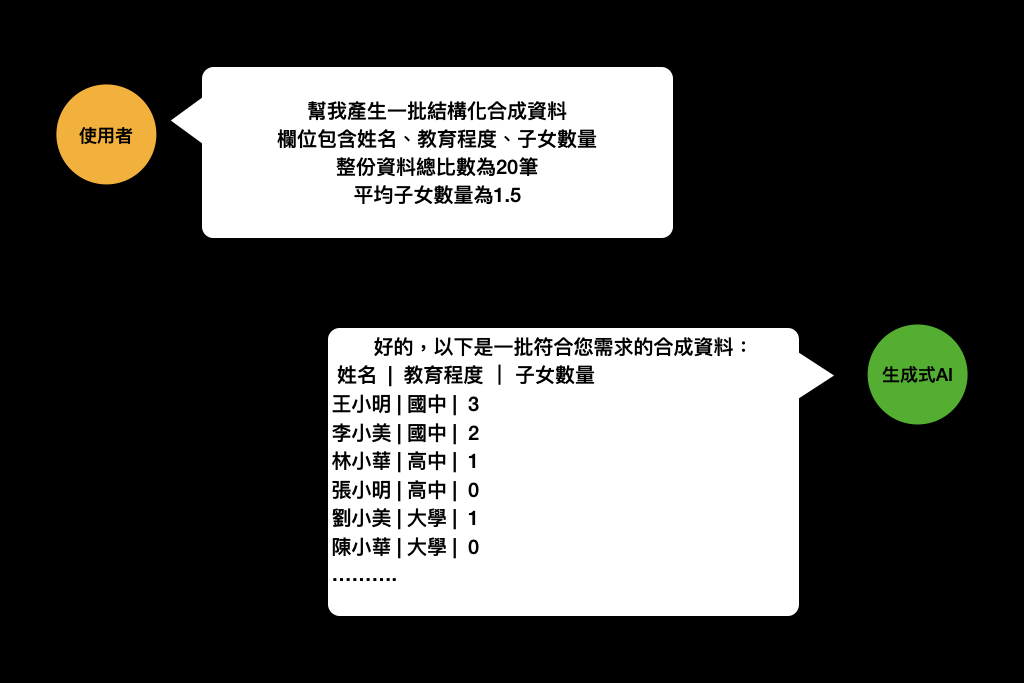 使用者
幫我產生一批結構化合成資料
欄位包含姓名、教育程度、子女數量
整份資料總比數為20筆
平均子女數量為1.5
好的，以下是一批符合您需求的合成資料：
姓名 | 教育程度 ｜ 子女數量
王小明 | 國中 | 3
李小美 | 國中 | 2
林小華 | 高中 | 1
張小明 | 高中 | 0
劉小美 | 大學 | 1
陳小華 | 大學 | 0
..........
生成式AI